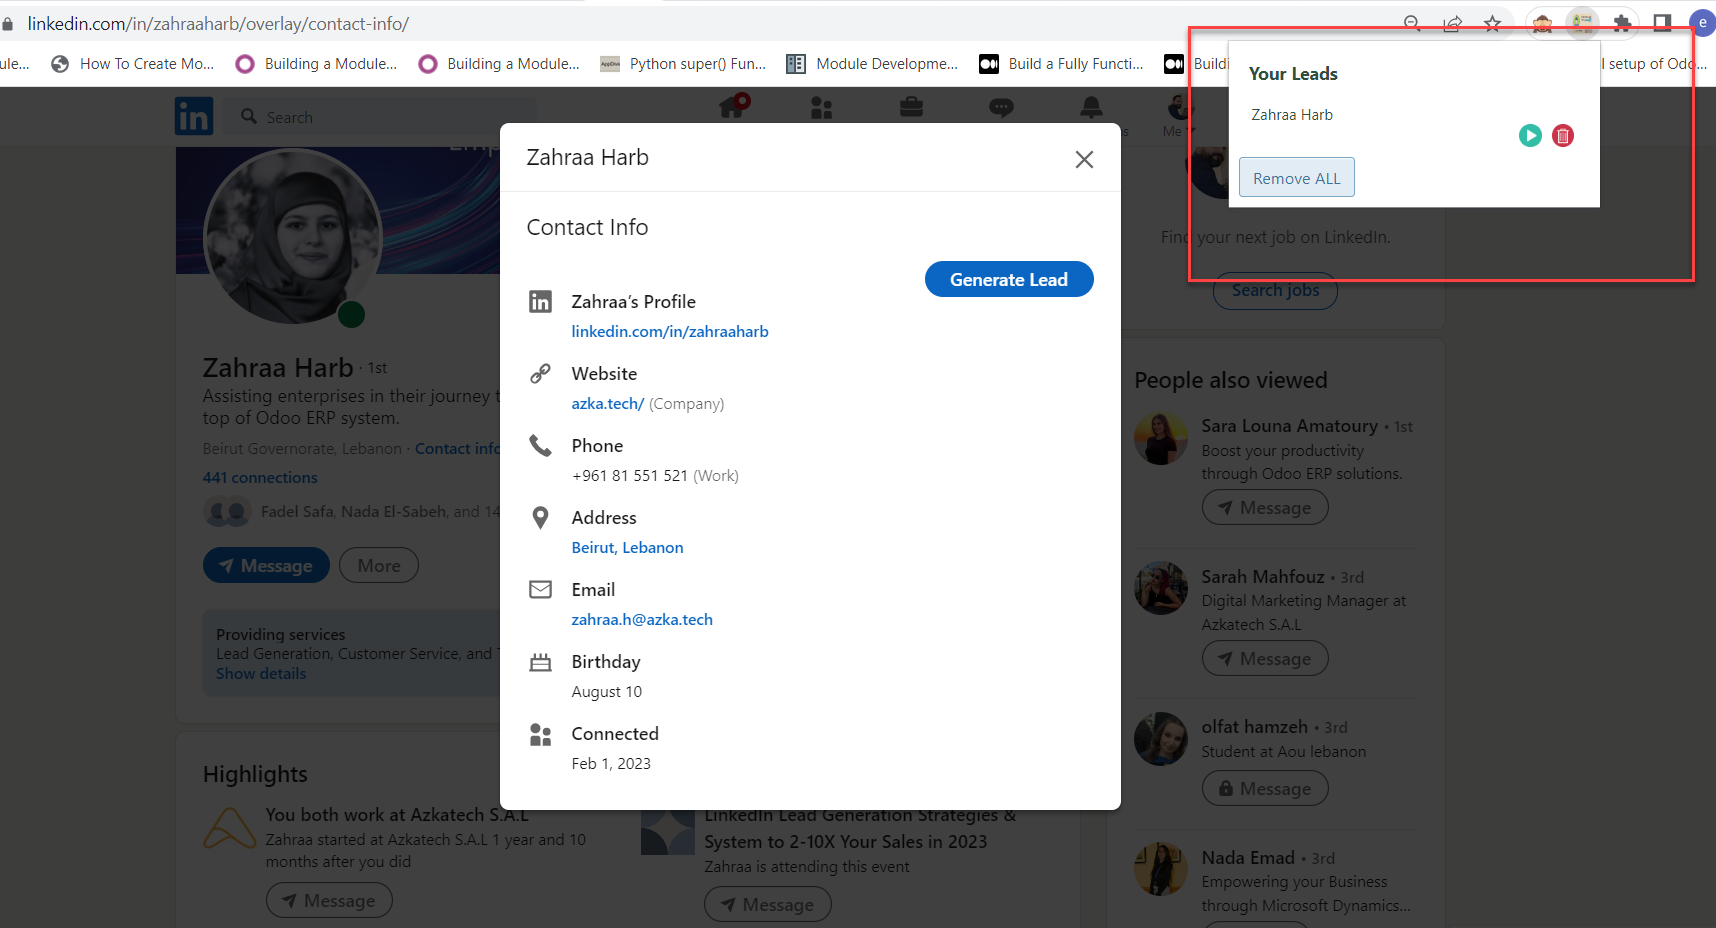 linkedin.com/in/zahraaharb/overlay/contact-info/
e
ule...
How To Create Mo...
Building a Module...
Building a Module...
AppDiv
Python super() Fun...
Module Developme...
Build a Fully Functi...
Buildi
l setup of Odo...
Your Leads
Zahraa Harb
Remove ALL
in
Search
Me
Zahraa Harb
Contact Info
Generate Lead
in
Zahraa's Profile
linkedin.com/in/zahraaharb
Website
azka.tech/ (Company)
Phone
+961 81 551 521 (Work)
Address
Beirut, Lebanon
Email
zahraa.h@azka.tech
Birthday
August 10
Connected
Feb 1, 2023
Zahraa Harb · 1st
Assisting enterprises in their journey t
top of Odoo ERP system.
Beirut Governorate, Lebanon · Contact info
441 connections
Fadel Safa, Nada El-Sabeh, and 14
Message
More
Providing services
Lead Generation, Customer Service, and T
Show details
Highlights
You both work at Azkatech S.A.L
Zahraa started at Azkatech S.A.L 1 year and 10
months after you did
Message
LinkedIn Lead Generation Strategies &
System to 2-10X Your Sales in 2023
Zahraa is attending this event
Message
Find your next job on LinkedIn.
Search jobs
People also viewed
Sara Louna Amatoury • 1st
Boost your productivity
through Odoo ERP solutions.
Message
Sarah Mahfouz • 3rd
Digital Marketing Manager at
Azkatech S.A.L
Message
olfat hamzeh • 3rd
Student at Aou lebanon
Message
Nada Emad • 3rd
Empowering your Business
through Microsoft Dynamics...